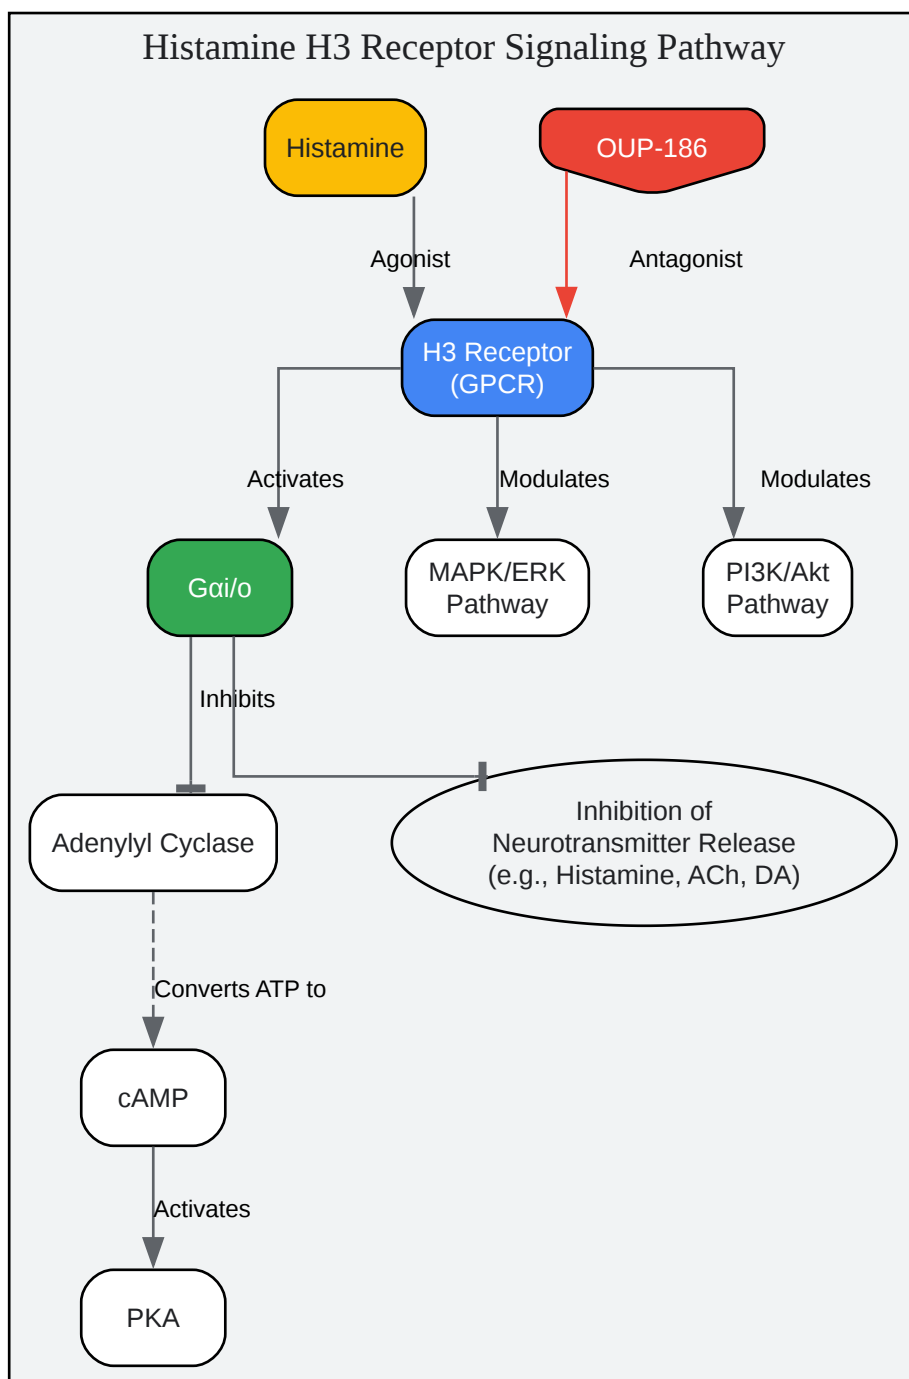 Histamine H3 Receptor Signaling Pathway
Histamine
OUP-186
Agonist
Antagonist
H3 Receptor
(GPCR)
Activates
Modulates
Modulates
Gαi/o
MAPK/ERK
Pathway
PI3K/Akt
Pathway
Inhibits
Adenylyl Cyclase
Inhibition of
Neurotransmitter Release
(e.g., Histamine, ACh, DA)
Converts ATP to
cAMP
Activates
PKA